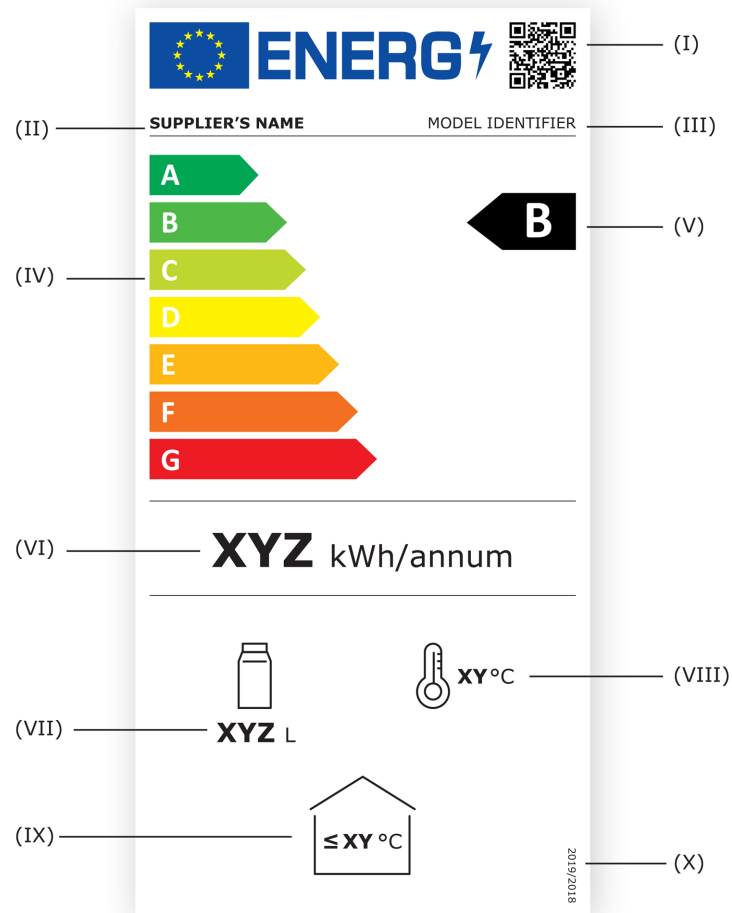 ENERG
(I)
(II)
SUPPLIER'S NAME
MODEL IDENTIFIER
(III)
A
B
B
(V)
(IV)
C
D
E
F
G
(VI)
XYZ kWh/annum
XY°C
(VIII)
(VII)
XYZ L
(IX)
≤ XY °C
2019/2018
(X)